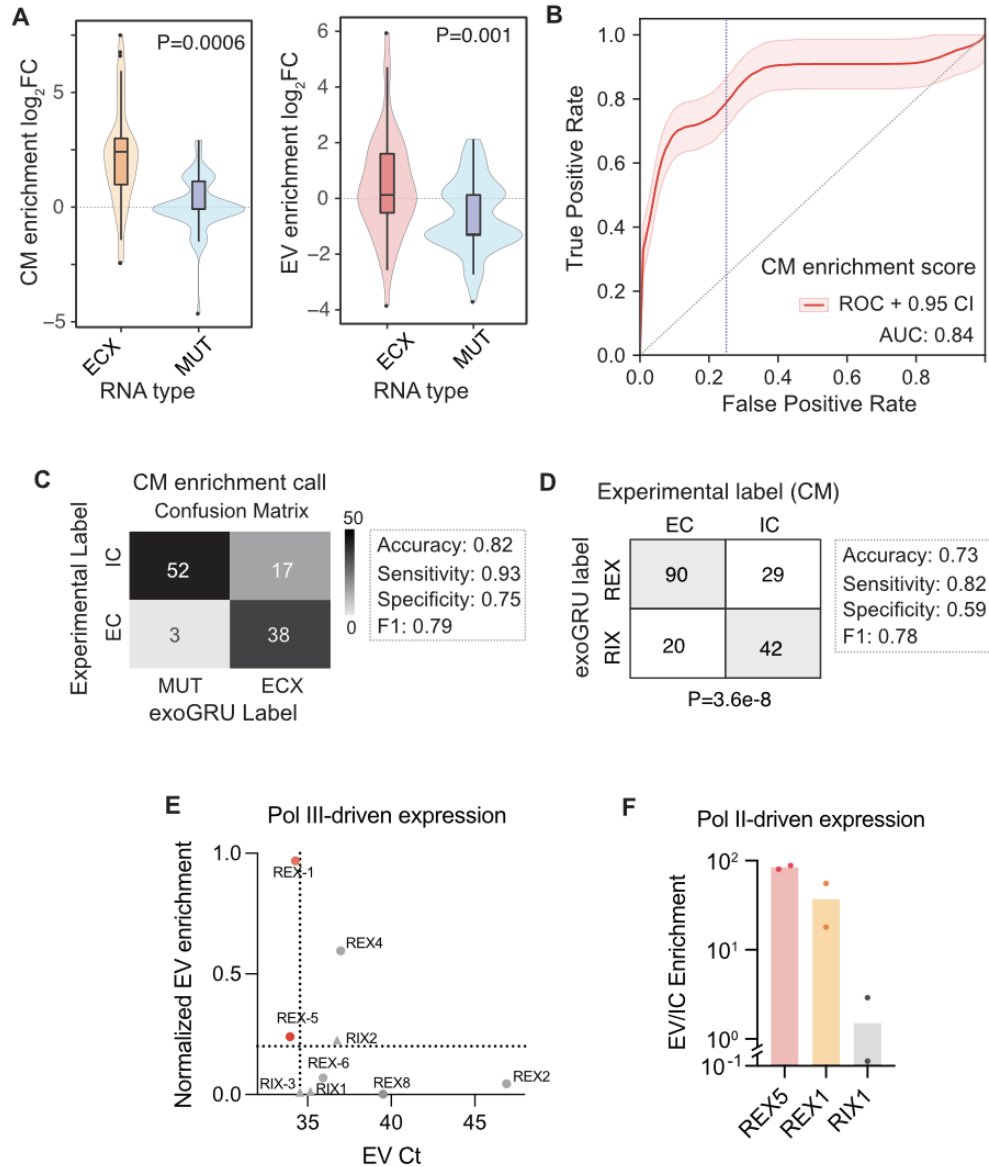 A
P=0.0006
CM enrichment log2FC
5
0
−5
ECX
MUT
RNA type
P=0.001
EV enrichment log2FC
6
4
2
0
−2
−4
ECX
MUT
RNA type
B
True Positive Rate
1.0
0.8
0.6
0.4
0.2
0.0
CM enrichment score
ROC + 0.95 CI
AUC: 0.84
0.0
0.2
0.4
0.6
0.8
1.0
False Positive Rate
C
CM enrichment call
Confusion Matrix
Experimental Label
IC
EC
52
17
3
38
MUT
ECX
exoGRU Label
50
0
Accuracy: 0.82
Sensitivity: 0.93
Specificity: 0.75
F1: 0.79
D
Experimental label (CM)
EC
IC
exoGRU label
REX
RIX
90
29
20
42
P=3.6e-8
Accuracy: 0.73
Sensitivity: 0.82
Specificity: 0.59
F1: 0.78
E
Pol III-driven expression
Normalized EV enrichment
1.0
0.5
0.0
REX-1
REX4
REX-5
RIX2
REX-6
RIX-3
RIX1
REX8
REX2
35
40
45
EV Ct
F
Pol II-driven expression
EV/IC Enrichment
10^2
10^1
10^0
10^-1
REX5
REX1
RIX1